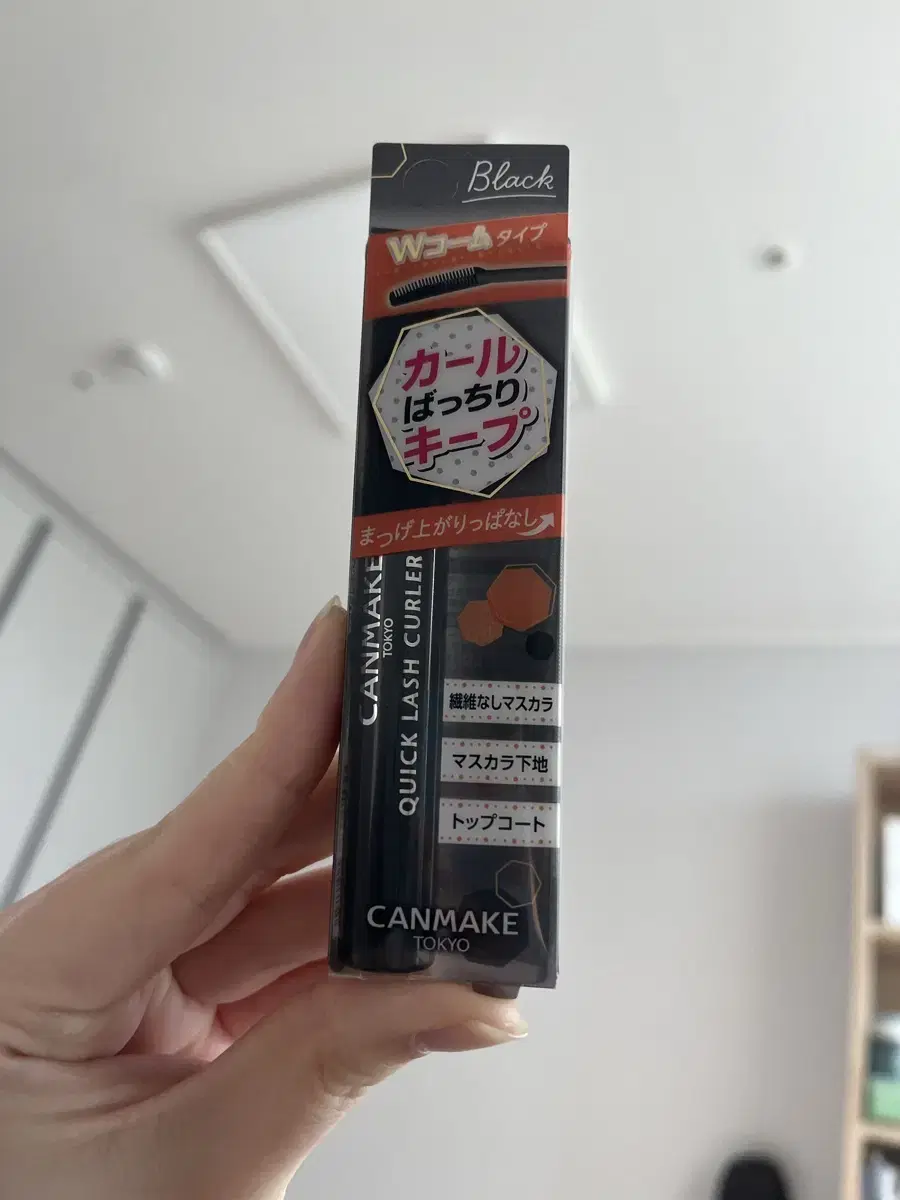 Black
Wコームタイプ
カール
ばっちり
キープ
まつげ上がりっぱなし
CANMAKE
TOKYO
QUICK LASH CURLER
繊維なしマスカラ
マスカラ下地
トップコート
CANMAKE
TOKYO